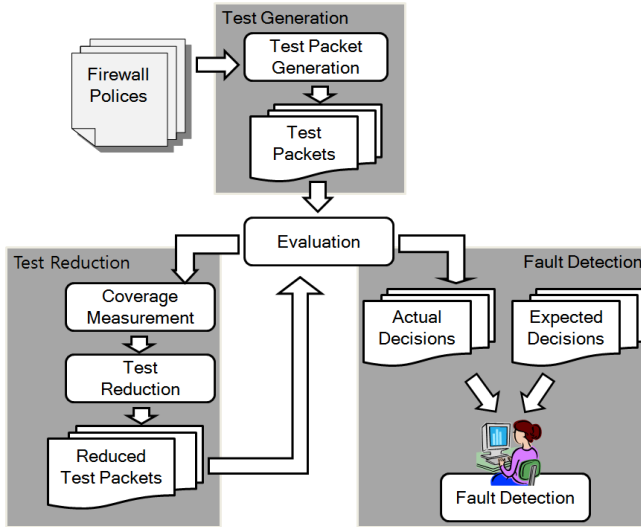 Test Generation
Firewall
Polices
Test Packet
Generation
Test
Packets
Evaluation
Test Reduction
Coverage
Measurement
Test
Reduction
Reduced
Test Packets
Fault Detection
Actual
Decisions
Expected
Decisions
Fault Detection